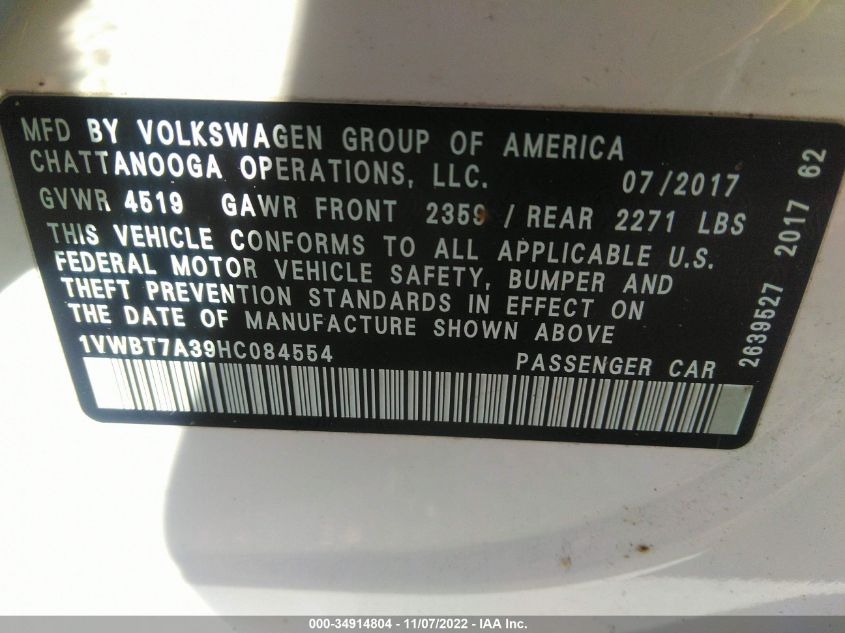 MFD BY VOLKSWAGEN GROUP OF AMERICA
CHATTANOOGA OPERATIONS, LLC. 07/2017
GVWR 4519 GAWR FRONT 2359 / REAR 2271 LBS
THIS VEHICLE CONFORMS TO ALL APPLICABLE U.S.
FEDERAL MOTOR VEHICLE SAFETY, BUMPER AND
THEFT PREVENTION STANDARDS IN EFFECT ON
THE DATE OF MANUFACTURE SHOWN ABOVE
1VWBT7A39HC084554 PASSENGER CAR
2639527 2017 62
000-34914804 - 11/07/2022 - IAA Inc.